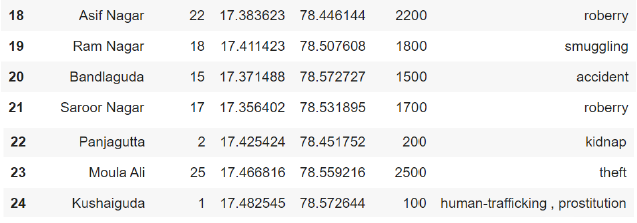 18 Asif Nagar 22 17.383623 78.446144 2200 roberry
19 Ram Nagar 18 17.411423 78.507608 1800 smuggling
20 Bandlaguda 15 17.371488 78.572727 1500 accident
21 Saroor Nagar 17 17.356402 78.531895 1700 roberry
22 Panjagutta 2 17.425424 78.451752 200 kidnap
23 Moula Ali 25 17.466816 78.559216 2500 theft
24 Kushaiguda 1 17.482545 78.572644 100 human-trafficking , prostitution